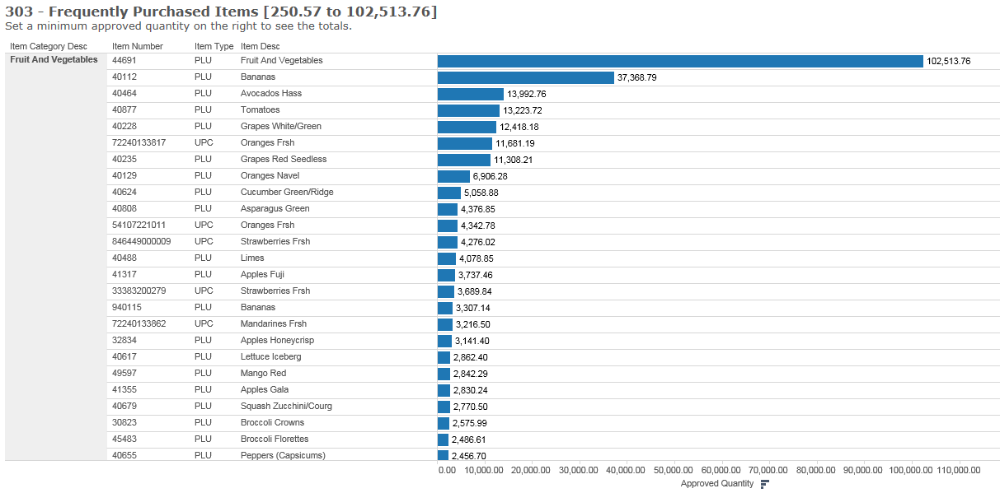 303 - Frequently Purchased Items [250.57 to 102,513.76]
Set a minimum approved quantity on the right to see the totals.
Item Category Desc Item Number Item Type Item Desc
Fruit And Vegetables 44691 PLU Fruit And Vegetables 102,513.76
40112 PLU Bananas 37,368.79
40464 PLU Avocados Hass 13,992.76
40877 PLU Tomatoes 13,223.72
40228 PLU Grapes White/Green 12,418.18
72240133817 UPC Oranges Frsh 11,681.19
40235 PLU Grapes Red Seedless 11,308.21
40129 PLU Oranges Navel 6,906.28
40624 PLU Cucumber Green/Ridge 5,058.88
40808 PLU Asparagus Green 4,376.85
54107221011 UPC Oranges Frsh 4,342.78
846449000009 UPC Strawberries Frsh 4,276.02
40488 PLU Limes 4,078.85
41317 PLU Apples Fuji 3,737.46
33383200279 UPC Strawberries Frsh 3,689.84
940115 PLU Bananas 3,307.14
72240133862 UPC Mandarines Frsh 3,216.50
32834 PLU Apples Honeycrisp 3,141.40
40617 PLU Lettuce Iceberg 2,862.40
49597 PLU Mango Red 2,842.29
41355 PLU Apples Gala 2,830.24
40679 PLU Squash Zucchini/Courg 2,770.50
30823 PLU Broccoli Crowns 2,575.99
45483 PLU Broccoli Florettes 2,486.61
40655 PLU Peppers (Capsicums) 2,456.70
0.00 10,000.00 20,000.00 30,000.00 40,000.00 50,000.00 60,000.00 70,000.00 80,000.00 90,000.00 100,000.00 110,000.00
Approved Quantity